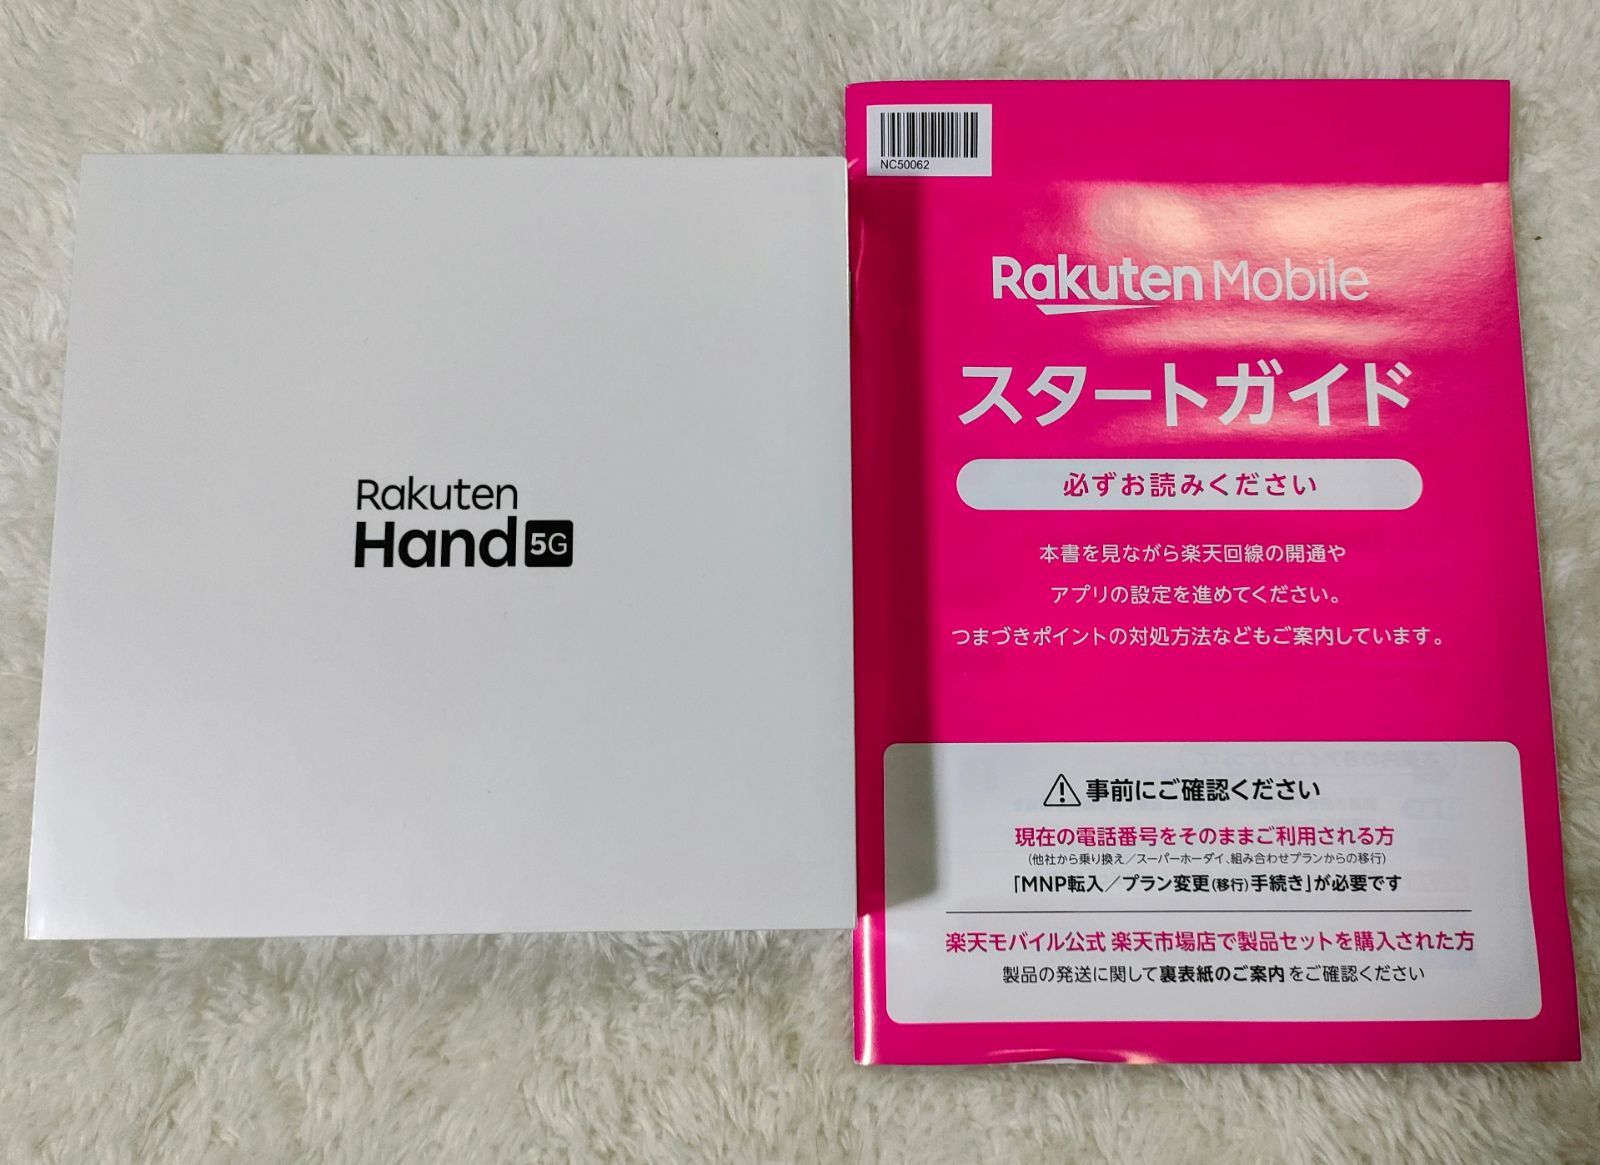 Rakuten
Hand 5G
NC50062
Rakuten Mobile
スタートガイド
必ずお読みください
本書を見ながら楽天回線の開通や
アプリの設定を進めてください。
つまづきポイントの対処方法などもご案内しています。
事前にご確認ください
現在の電話番号をそのままご利用される方
(他社から乗り換え／スーパーホーダイ、組み合わせプランからの移行)
「MNP転入／プラン変更(移行)手続き」が必要です
楽天モバイル公式 楽天市場店で製品セットを購入された方
製品の発送に関して裏表紙のご案内をご確認ください